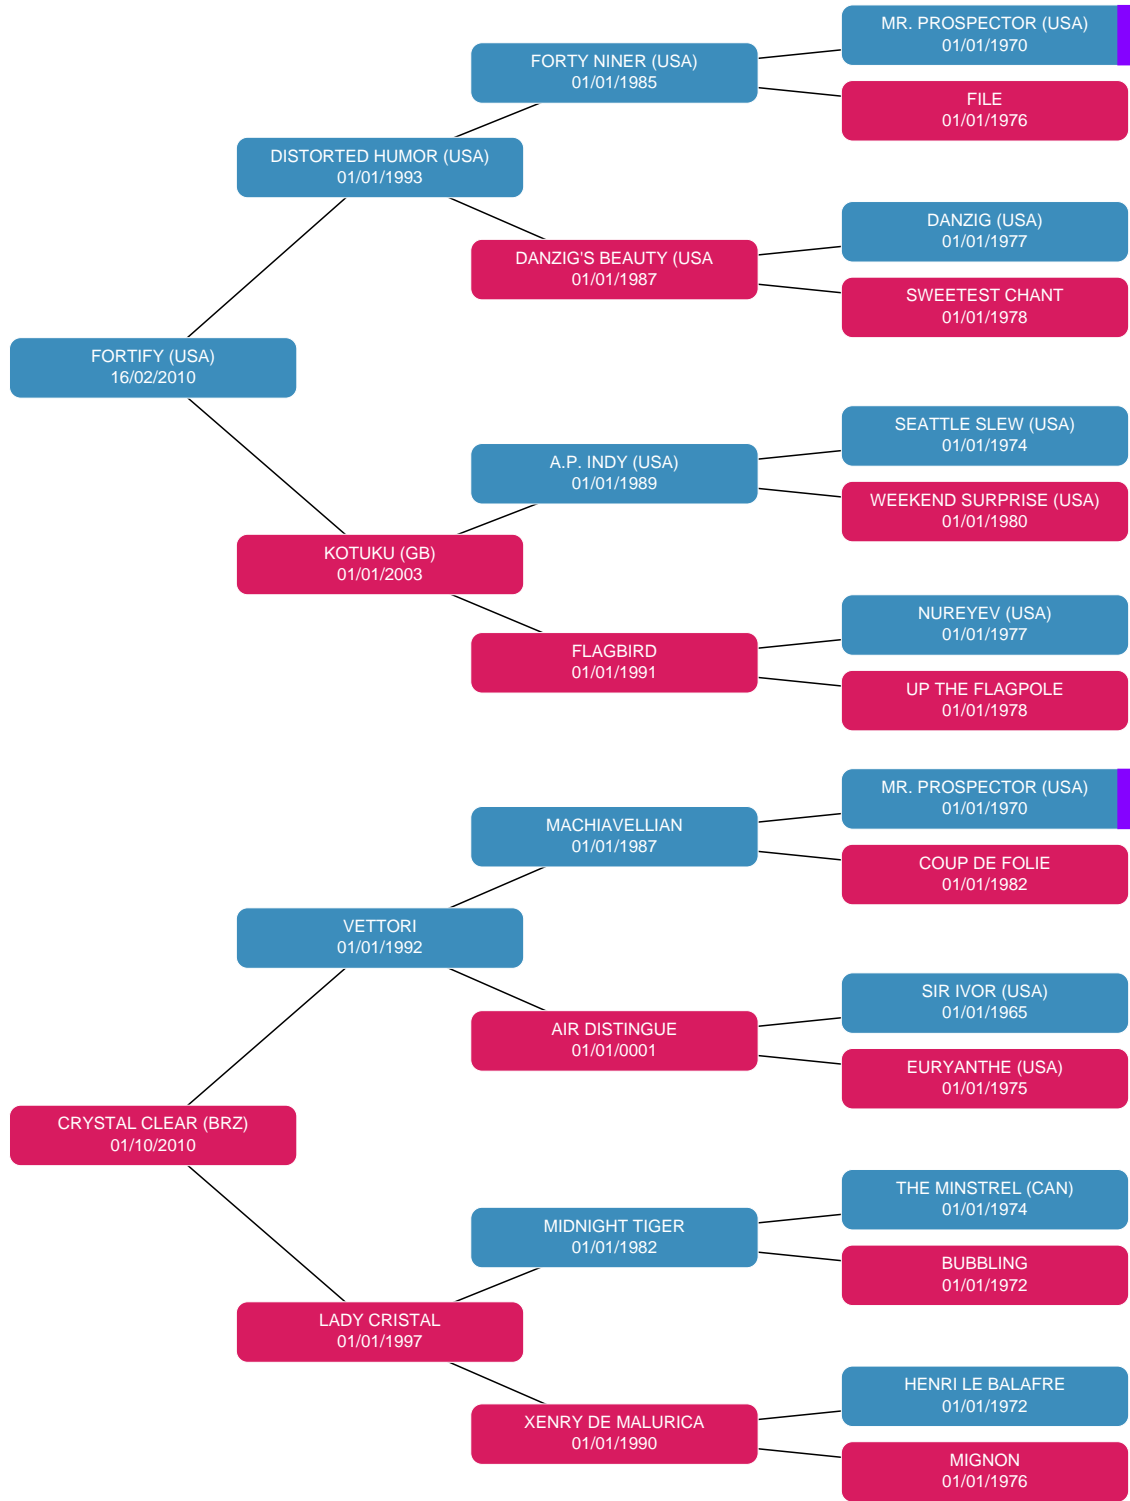 MR. PROSPECTOR (USA)
01/01/1970
FORTY NINER (USA)
01/01/1985
FILE
01/01/1976
DISTORTED HUMOR (USA)
01/01/1993
DANZIG (USA)
01/01/1977
DANZIG'S BEAUTY (USA
01/01/1987
SWEETEST CHANT
01/01/1978
FORTIFY (USA)
16/02/2010
SEATTLE SLEW (USA)
01/01/1974
A.P. INDY (USA)
01/01/1989
WEEKEND SURPRISE (USA)
01/01/1980
KOTUKU (GB)
01/01/2003
NUREYEV (USA)
01/01/1977
FLAGBIRD
01/01/1991
UP THE FLAGPOLE
01/01/1978
MR. PROSPECTOR (USA)
01/01/1970
MACHIAVELLIAN
01/01/1987
COUP DE FOLIE
01/01/1982
VETTORI
01/01/1992
SIR IVOR (USA)
01/01/1965
AIR DISTINGUE
01/01/0001
EURYANTHE (USA)
01/01/1975
CRYSTAL CLEAR (BRZ)
01/10/2010
THE MINSTREL (CAN)
01/01/1974
MIDNIGHT TIGER
01/01/1982
BUBBLING
01/01/1972
LADY CRISTAL
01/01/1997
HENRI LE BALAFRE
01/01/1972
XENRY DE MALURICA
01/01/1990
MIGNON
01/01/1976